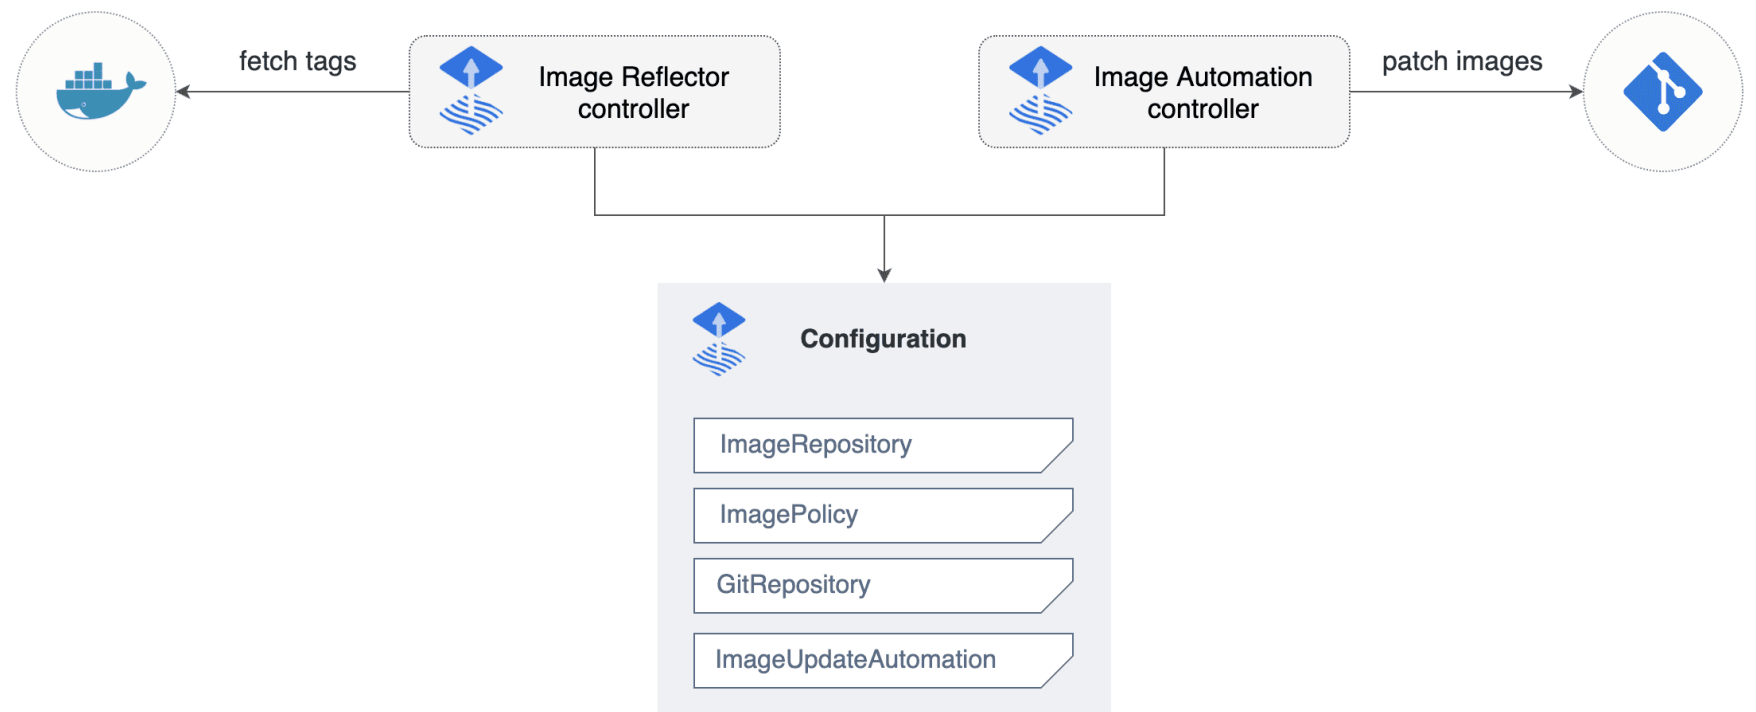 fetch tags
Image Reflector
controller
Image Automation
controller
patch images
Configuration
ImageRepository
ImagePolicy
GitRepository
ImageUpdateAutomation